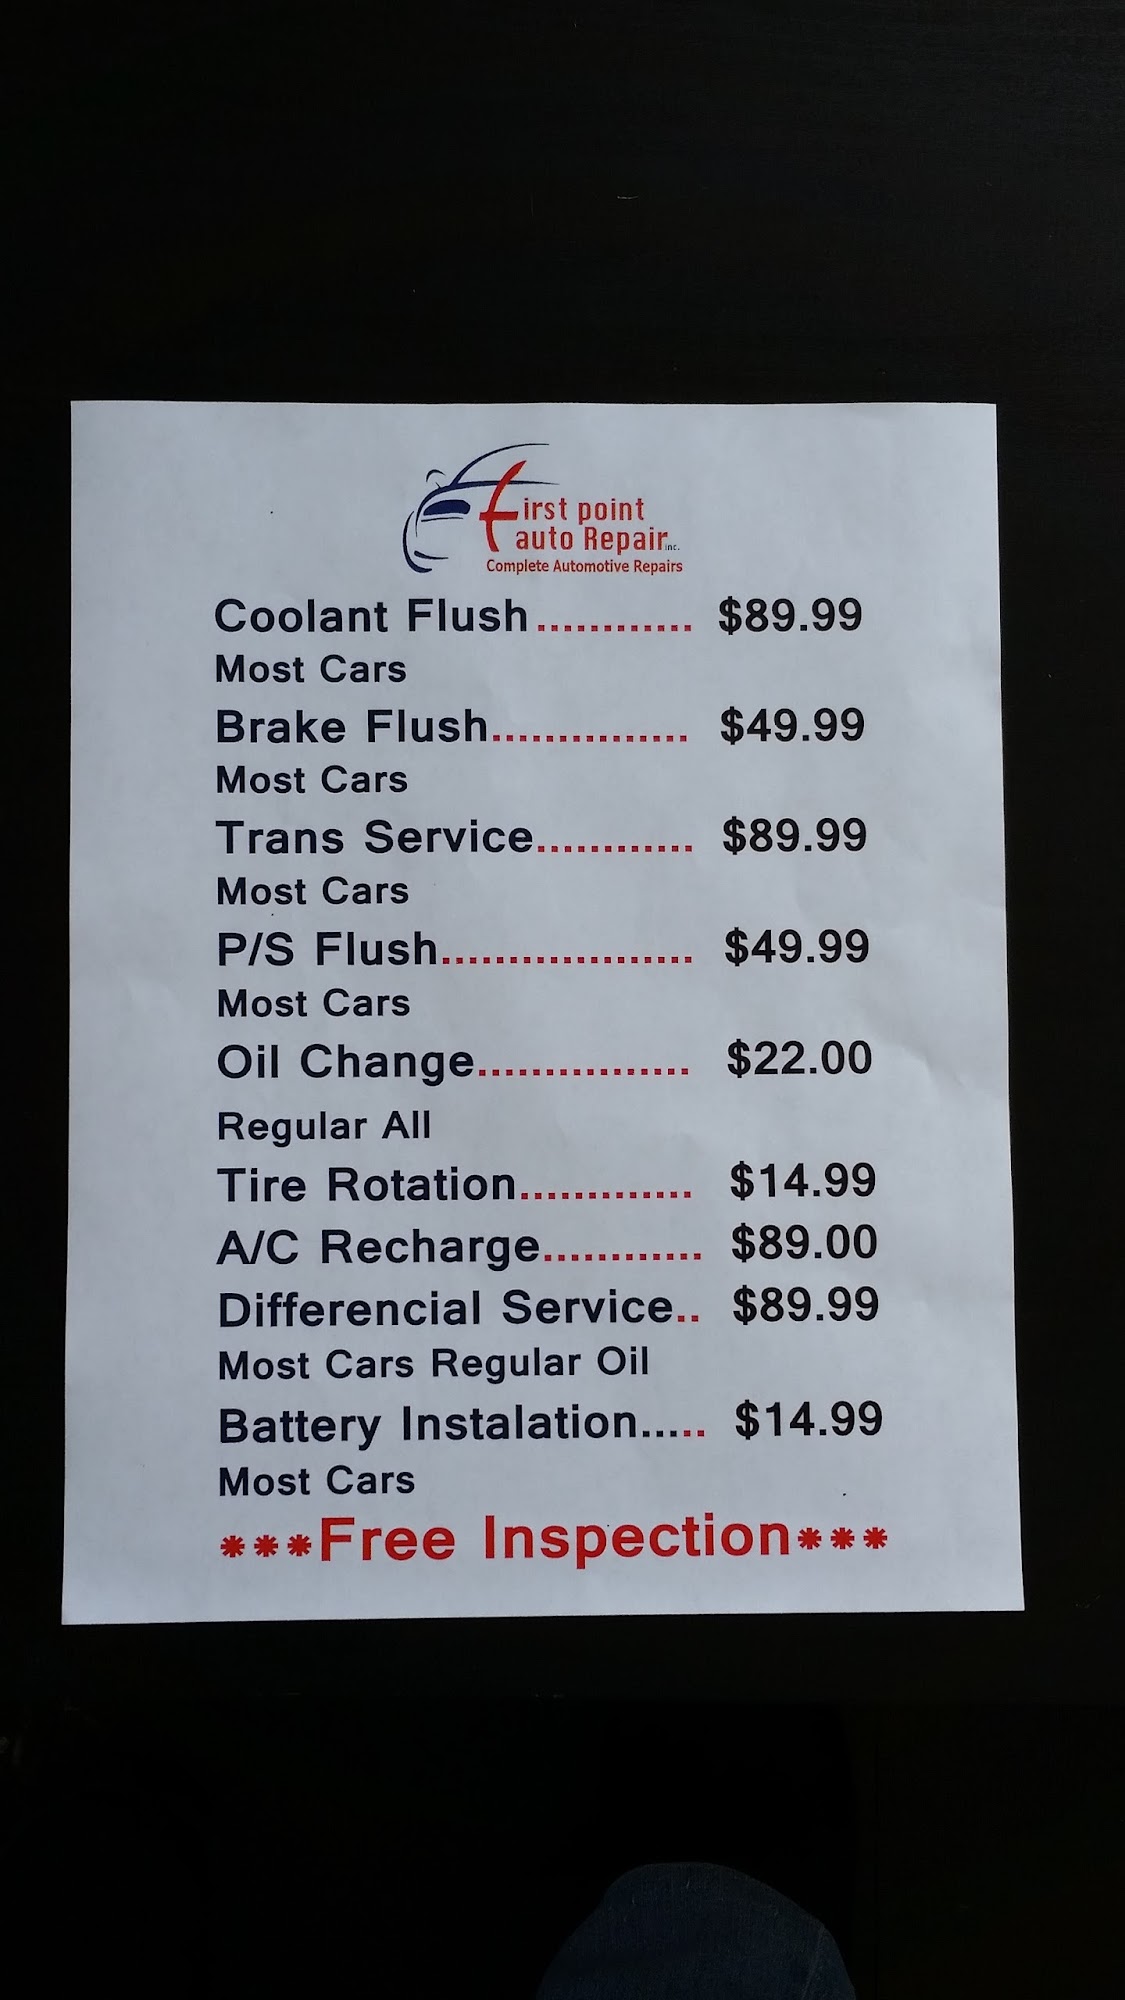 First point
auto Repair inc.
Complete Automotive Repairs
Coolant Flush............ $89.99
Most Cars
Brake Flush............... $49.99
Most Cars
Trans Service............ $89.99
Most Cars
P/S Flush................... $49.99
Most Cars
Oil Change................ $22.00
Regular All
Tire Rotation............. $14.99
A/C Recharge............ $89.00
Differencial Service.. $89.99
Most Cars Regular Oil
Battery Instalation..... $14.99
Most Cars
***Free Inspection***